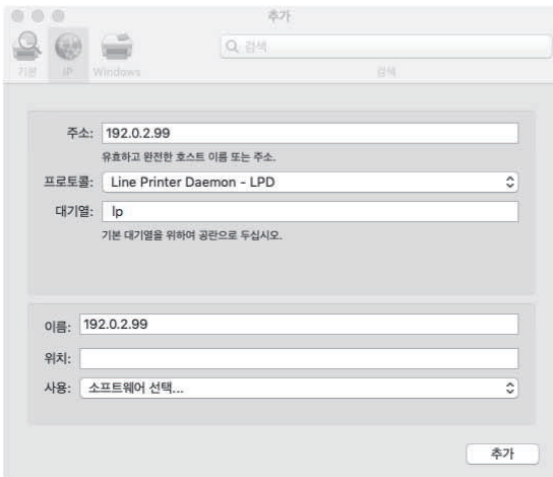 추가
검색
기본 IP Windows 검색
주소: 192.0.2.99
유효하고 완전한 호스트 이름 또는 주소.
프로토콜: Line Printer Daemon - LPD
대기열: lp
기본 대기열을 위하여 공란으로 두십시오.
이름: 192.0.2.99
위치:
사용: 소프트웨어 선택...
추가